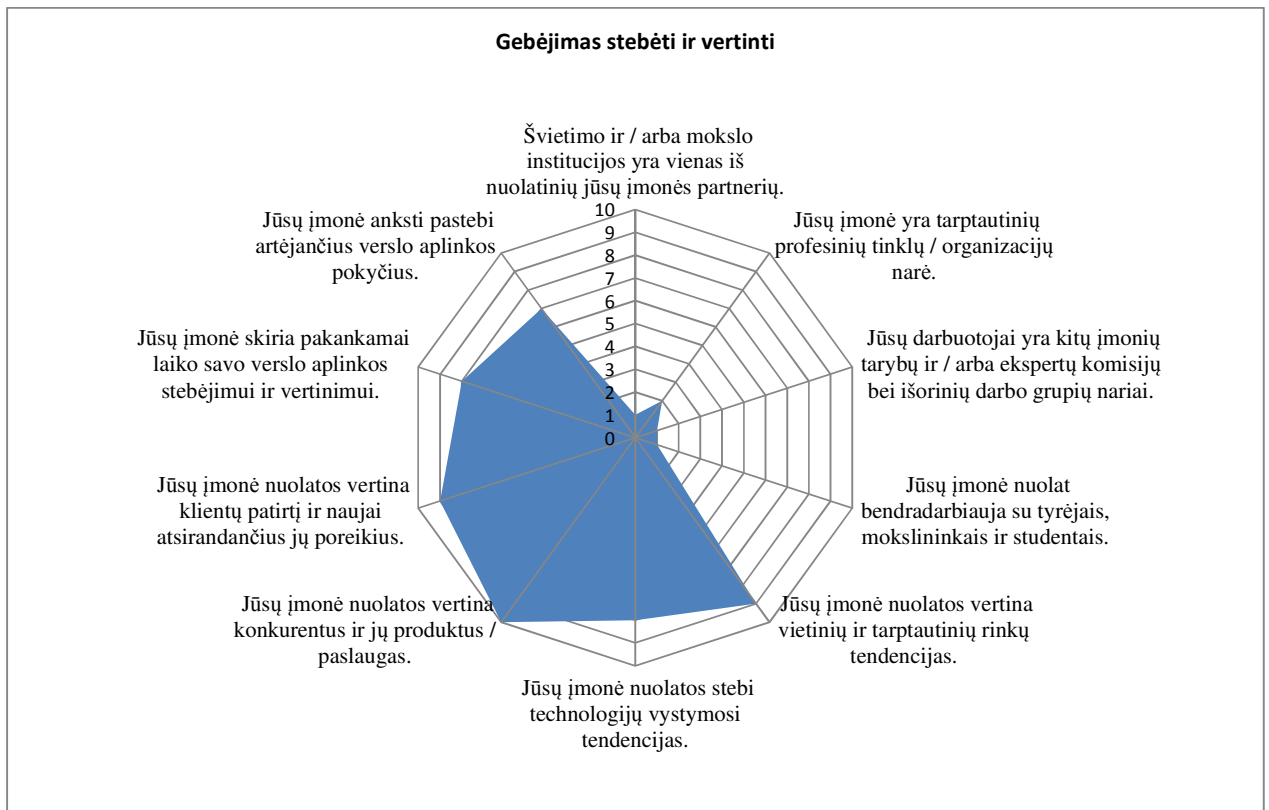 Gebėjimas stebėti ir vertinti
Švietimo ir / arba mokslo
institucijos yra vienas iš
nuolatinių jūsų įmonės partnerių.
Jūsų įmonė yra tarptautinių
profesinių tinklų / organizacijų
narė.
Jūsų darbuotojai yra kitų įmonių
tarybų ir / arba ekspertų komisijų
bei išorinių darbo grupių nariai.
Jūsų įmonė nuolat
bendradarbiauja su tyrėjais,
mokslininkais ir studentais.
Jūsų įmonė nuolatos vertina
vietinių ir tarptautinių rinkų
tendencijas.
Jūsų įmonė nuolatos stebi
technologijų vystymosi
tendencijas.
Jūsų įmonė nuolatos vertina
konkurentus ir jų produktus /
paslaugas.
Jūsų įmonė nuolatos vertina
klientų patirtį ir naujai
atsirandančius jų poreikius.
Jūsų įmonė skiria pakankamai
laiko savo verslo aplinkos
stebėjimui ir vertinimui.
Jūsų įmonė anksti pastebi
artėjančius verslo aplinkos
pokyčius.
10
9
8
7
6
5
4
3
2
1
0